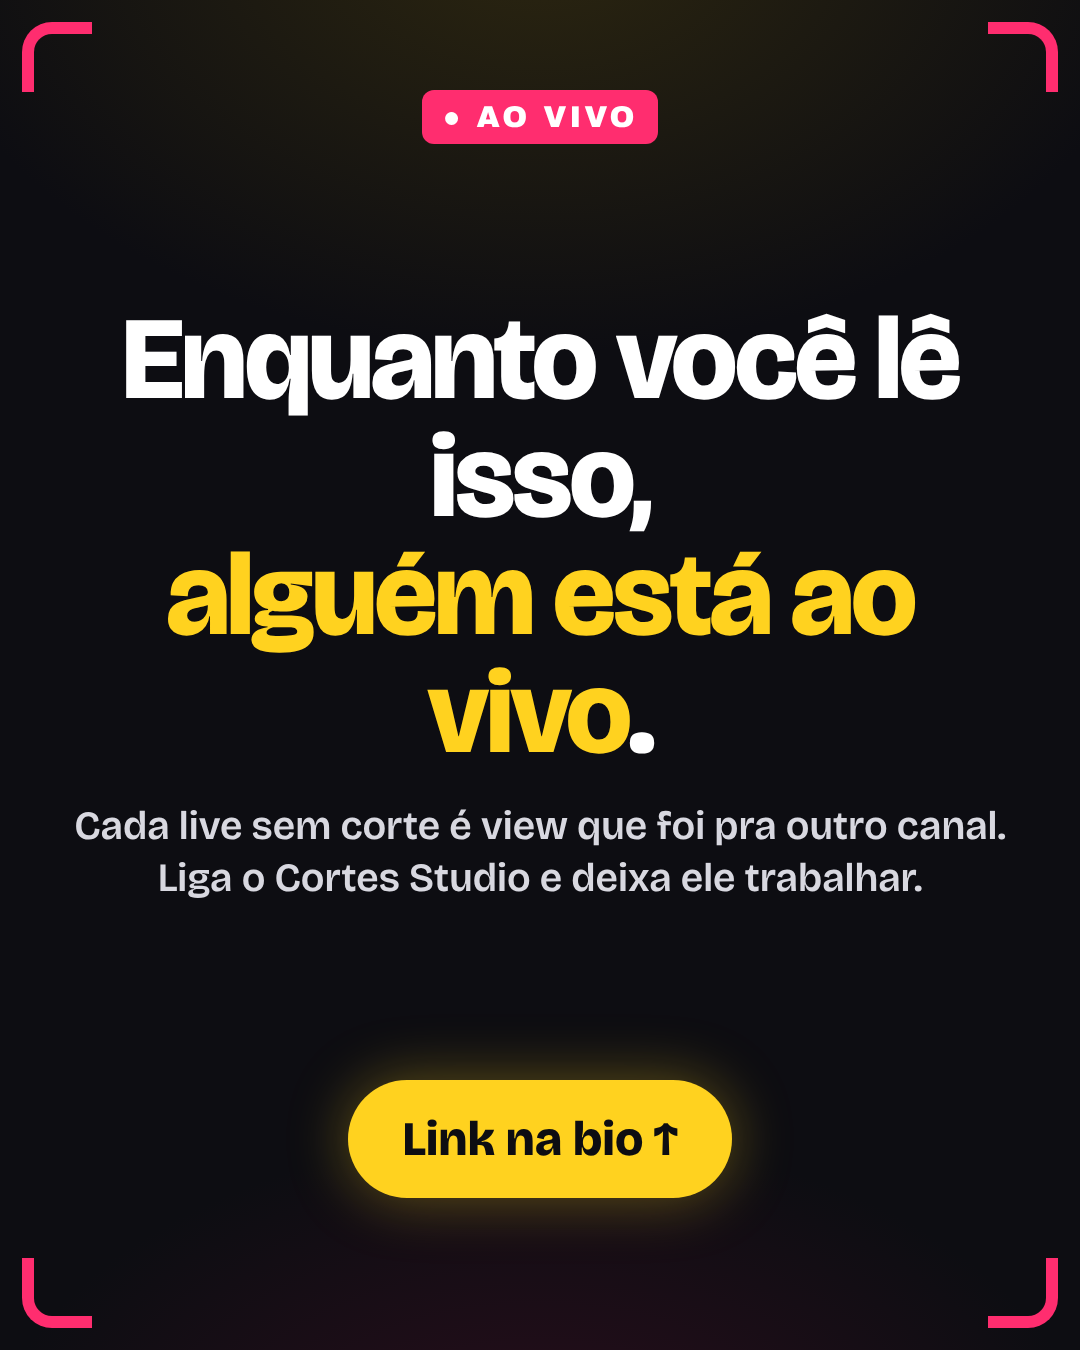 • AO VIVO
Enquanto você lê
isso,
alguém está ao
vivo.
Cada live sem corte é view que foi pra outro canal.
Liga o Cortes Studio e deixa ele trabalhar.
Link na bio ↑